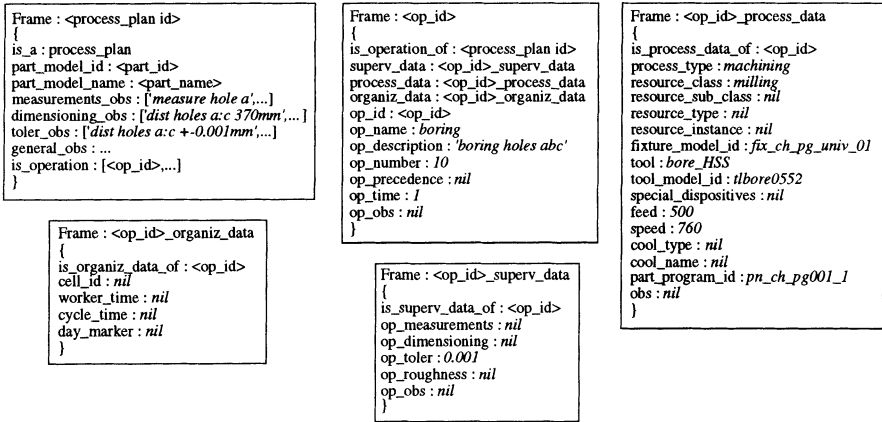 Frame : <process_plan id>
{
is_a : process_plan
part_model_id : <part_id>
part_model_name : <part_name>
measurements_obs : ['measure hole a',...]
dimensioning_obs : ['dist holes a:c 370mm',...]
toler_obs : ['dist holes a:c +-0.001mm',...]
general_obs : ...
is_operation : [<op_id>,...]
}
Frame : <op_id>
{
is_operation_of : <process_plan id>
superv_data : <op_id>_superv_data
process_data : <op_id>_process_data
organiz_data : <op_id>_organiz_data
op_id : <op_id>
op_name : boring
op_description : 'boring holes abc'
op_number : 10
op_precedence : nil
op_time : 1
op_obs : nil
}
Frame : <op_id>_process_data
{
is_process_data_of : <op_id>
process_type : machining
resource_class : milling
resource_sub_class : nil
resource_type : nil
resource_instance : nil
fixture_model_id : fix_ch_pg_univ_01
tool : bore_HSS
tool_model_id : tlbore0552
special_dispositives : nil
feed : 500
speed : 760
cool_type : nil
cool_name : nil
part_program_id : pn_ch_pg001_1
obs : nil
}
Frame : <op_id>_organiz_data
{
is_organiz_data_of : <op_id>
cell_id : nil
worker_time : nil
cycle_time : nil
day_marker : nil
}
Frame : <op_id>_superv_data
{
is_superv_data_of : <op_id>
op_measurements : nil
op_dimensioning : nil
op_toler : 0.001
op_roughness : nil
op_obs : nil
}